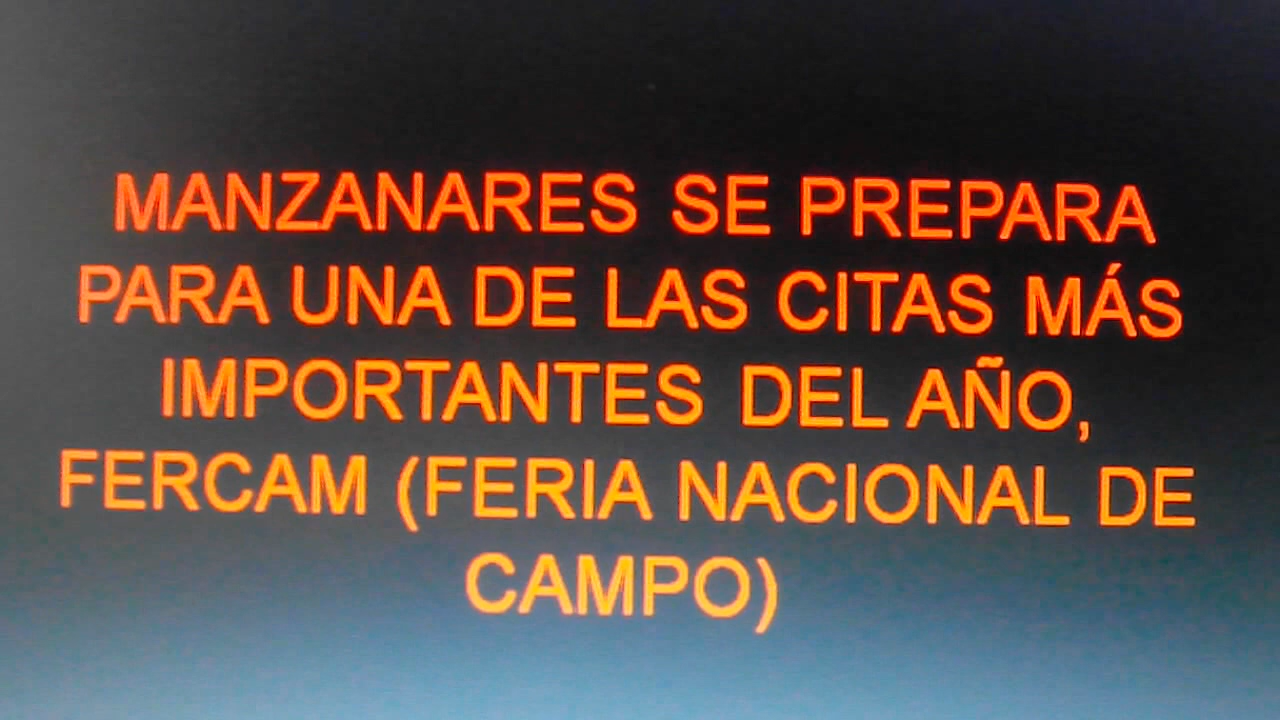 MANZANARES SE PREPARA
PARA UNA DE LAS CITAS MÁS
IMPORTANTES DEL AÑO,
FERCAM (FERIA NACIONAL DE
CAMPO)